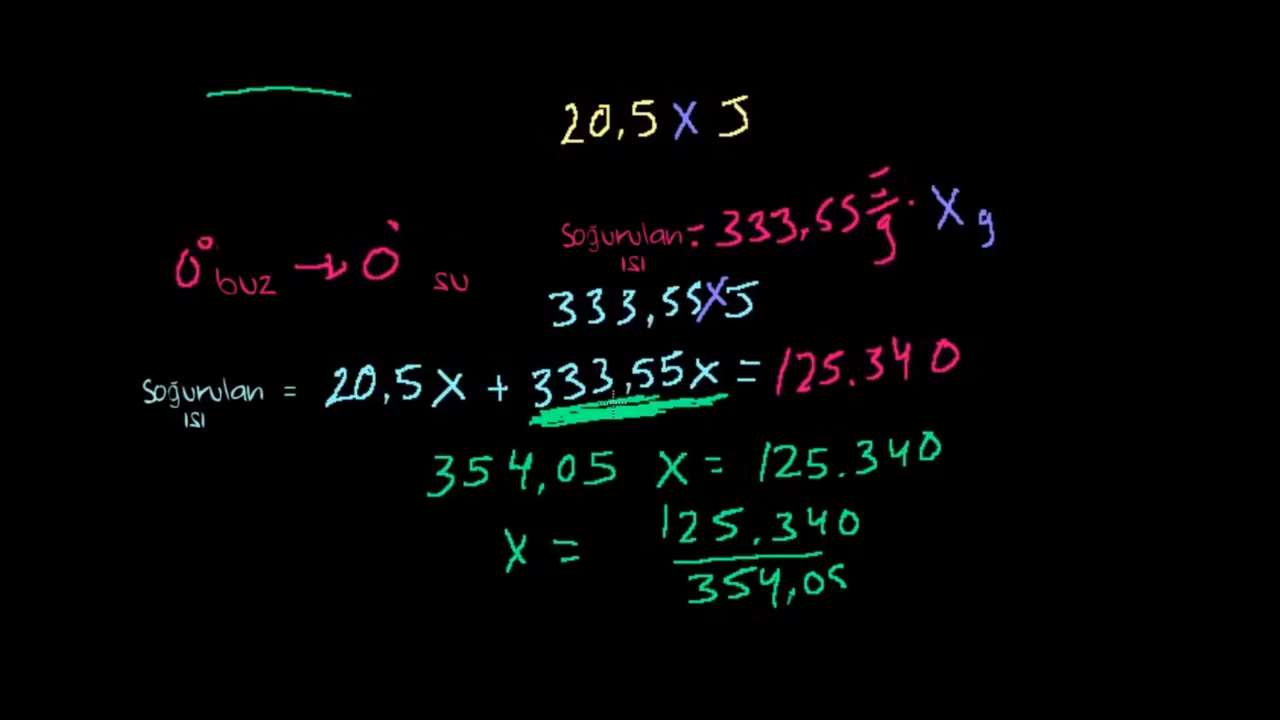 20,5 x J
Soğurulan ısı = 333,55 J/g · x g
0° buz → 0° su
333,55 x J
Soğurulan ısı = 20,5 x + 333,55 x = 125.340
354,05 x = 125.340
x = 125.340 / 354,05